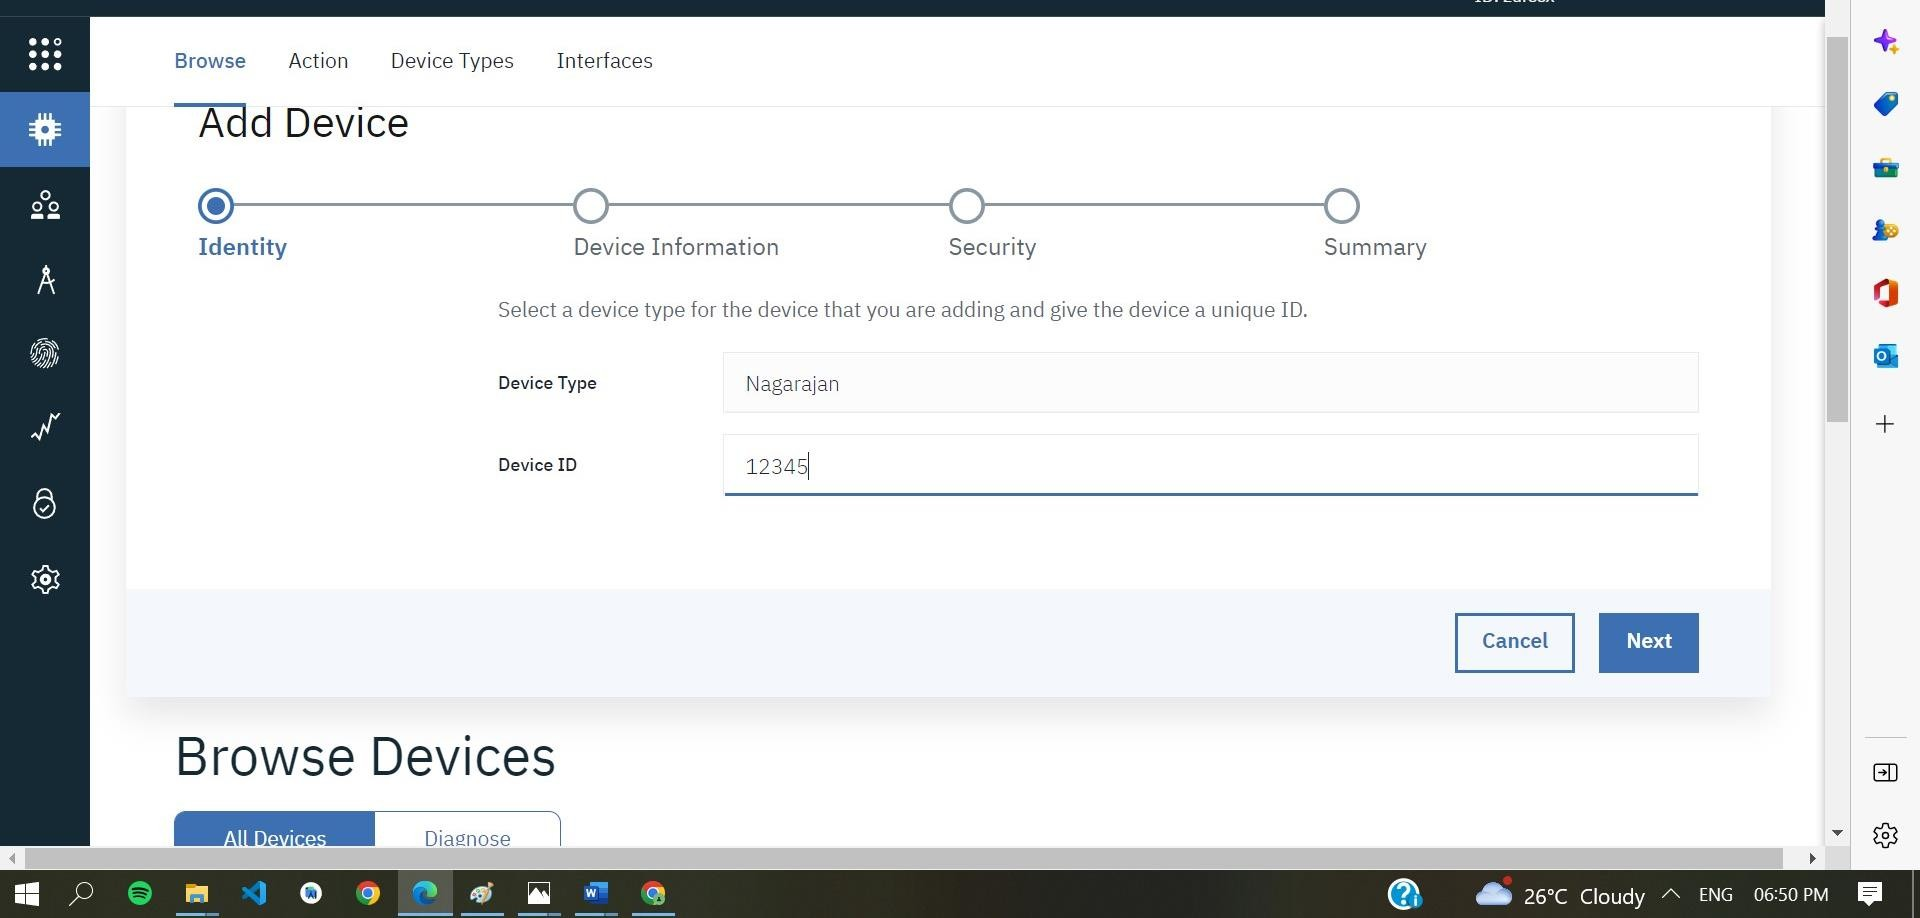 Browse Action Device Types Interfaces
Add Device
Identity Device Information Security Summary
Select a device type for the device that you are adding and give the device a unique ID.
Device Type Nagarajan
Device ID 12345
Cancel Next
Browse Devices
All Devices Diagnose
26°C Cloudy ENG 06:50 PM